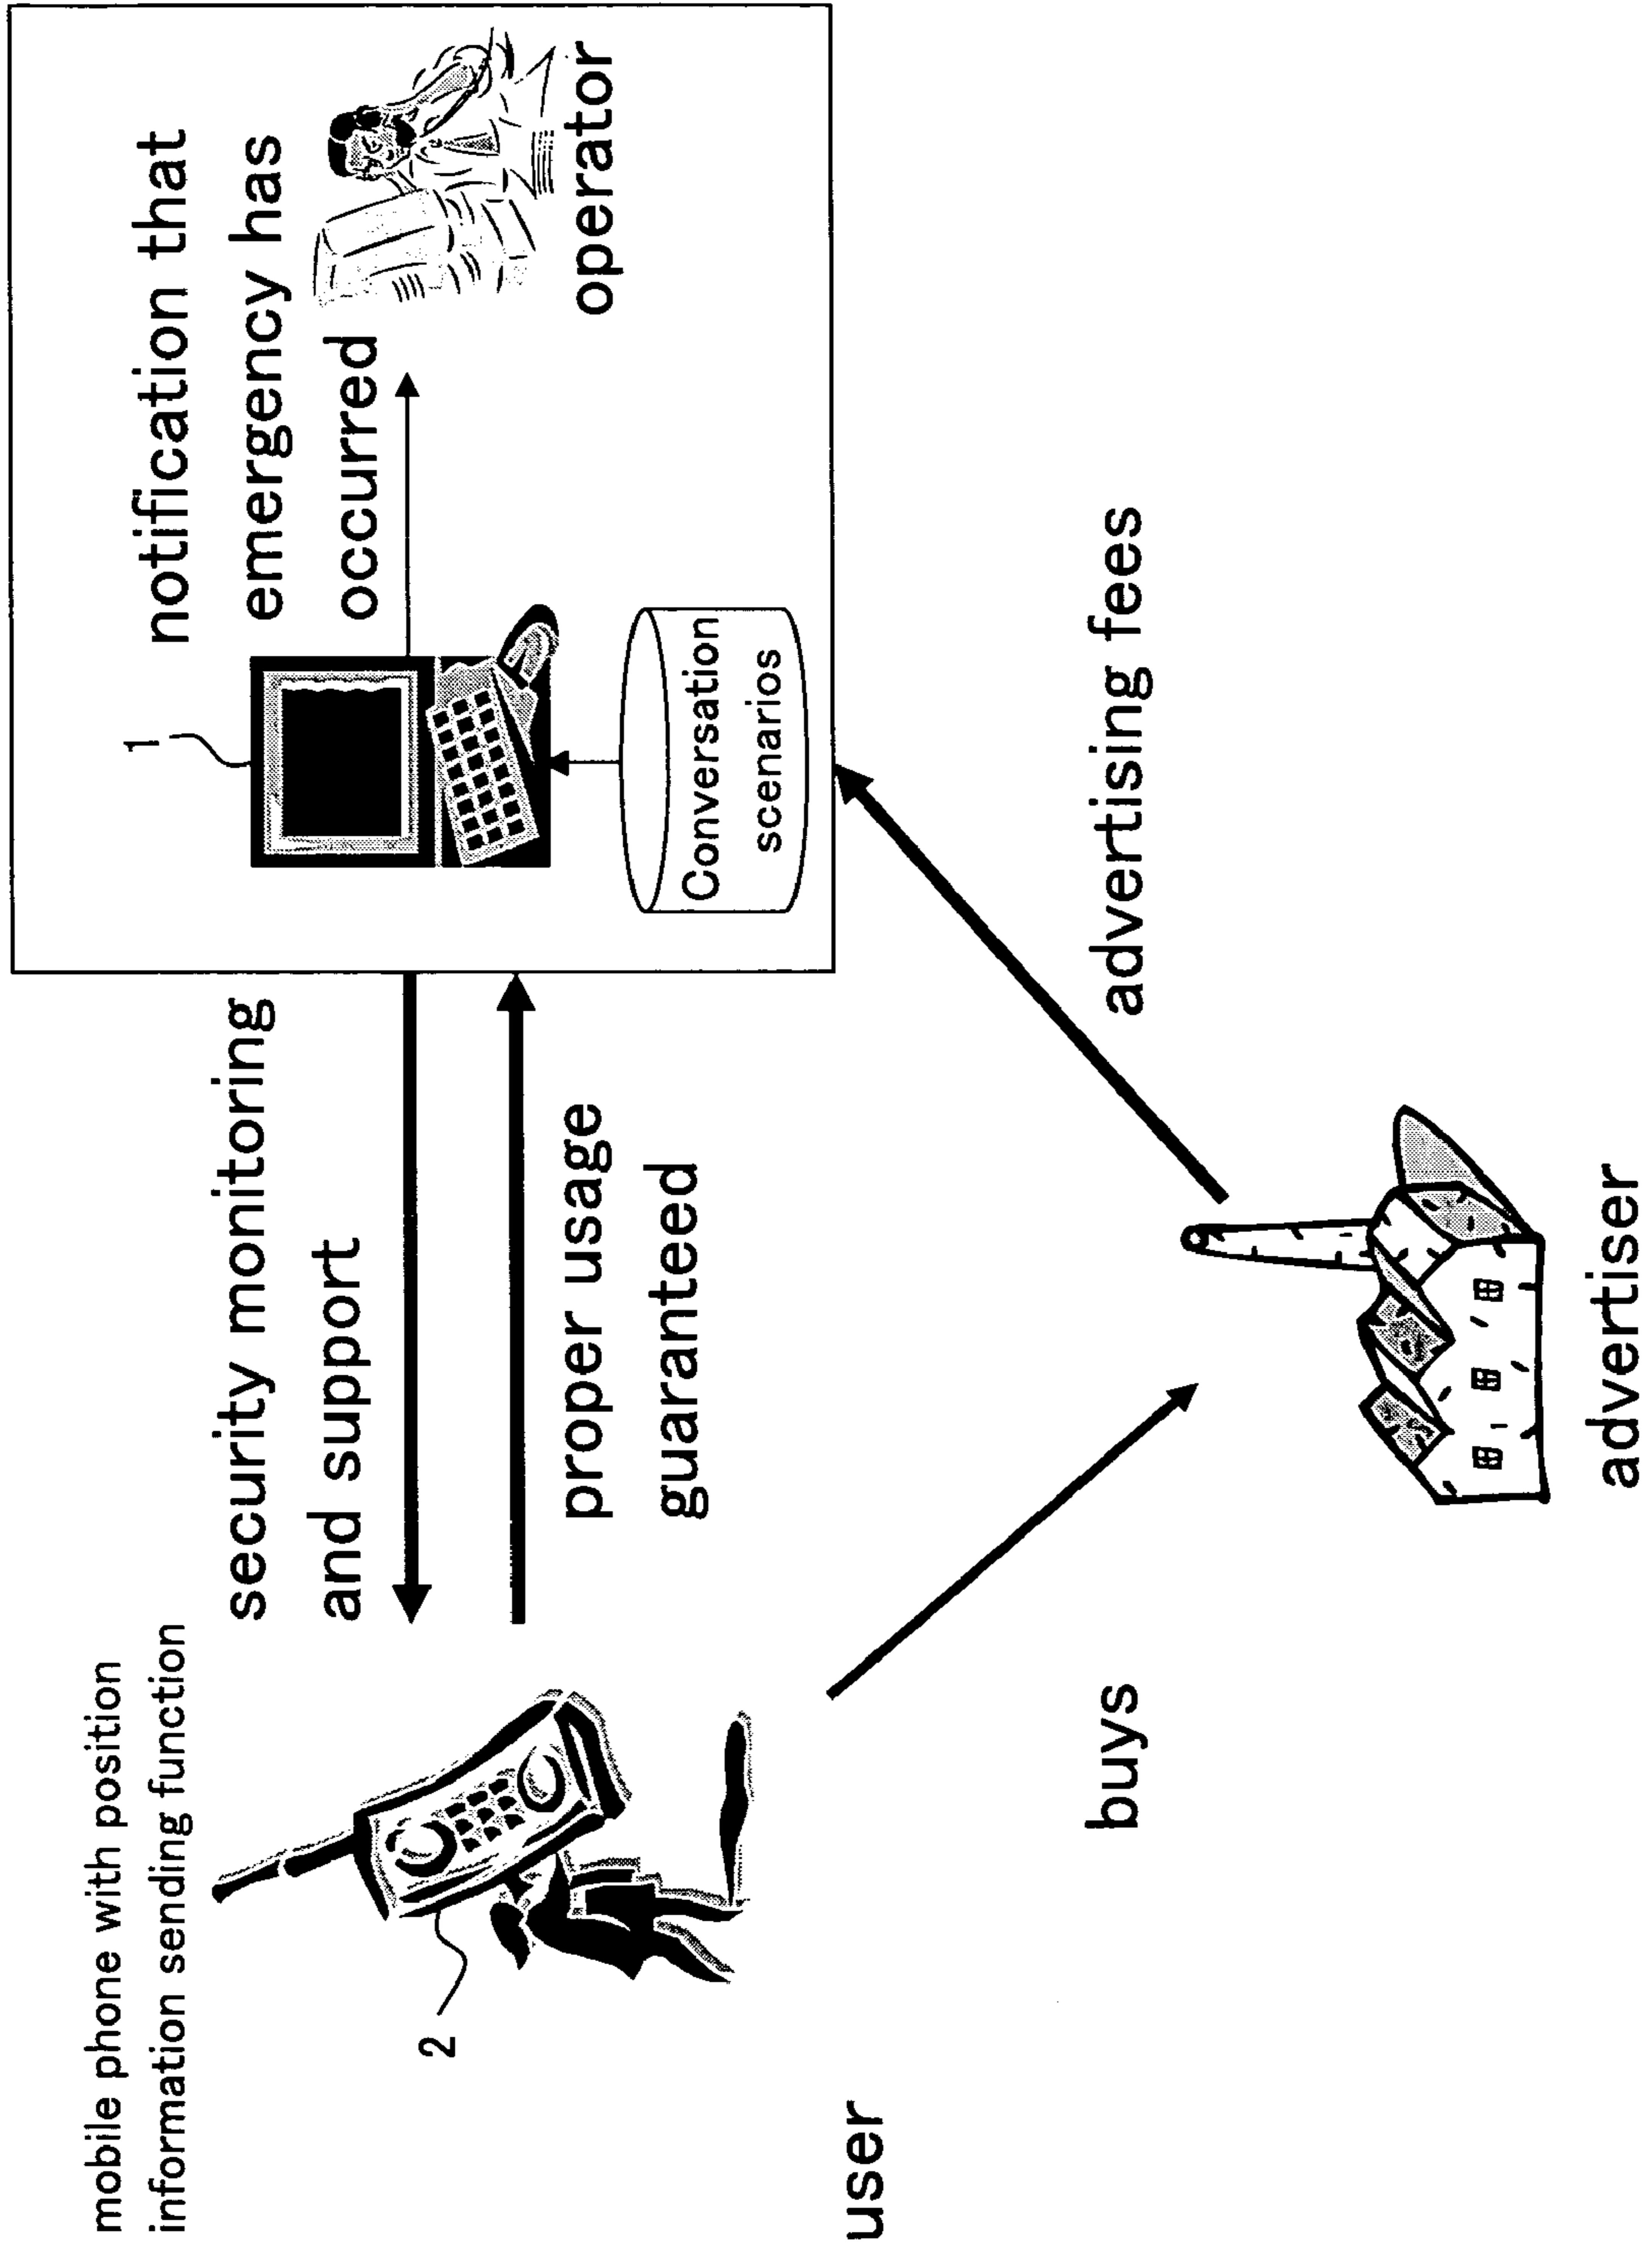 mobile phone with position
information sending function
2
user
security monitoring
and support
proper usage
guaranteed
1
notification that
emergency has
occurred
operator
Conversation
scenarios
buys
advertising fees
advertiser